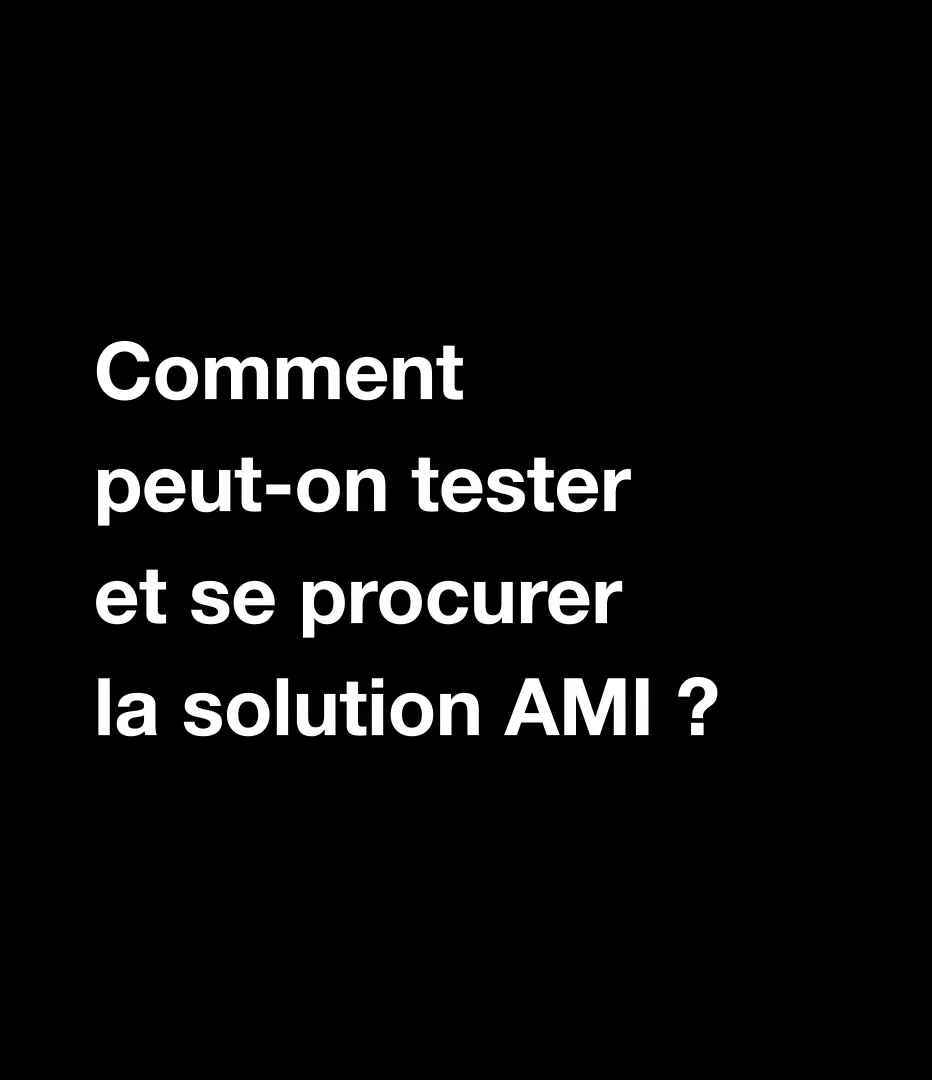 Comment
peut-on tester
et se procurer
la solution AMI ?